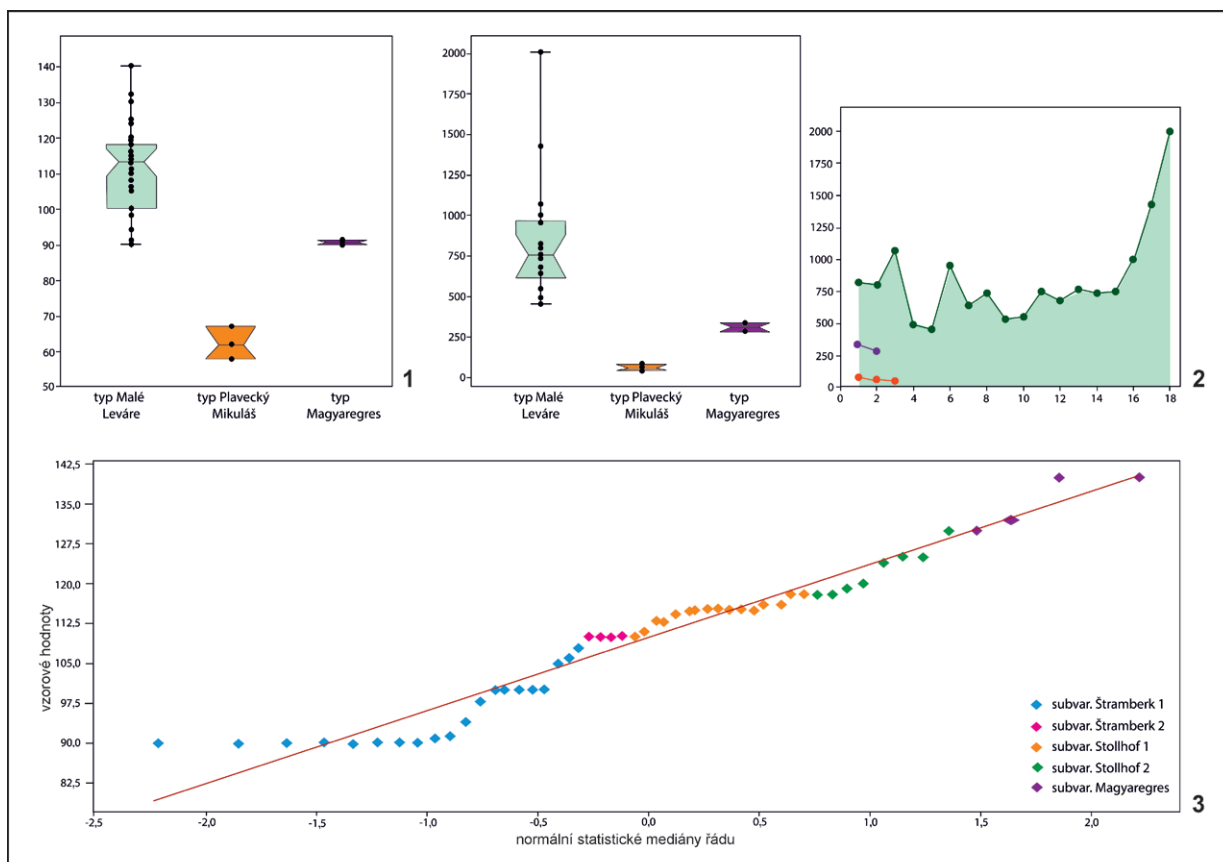 140
130
120
110
100
90
80
70
60
50
typ Malé
Leváre
typ Plavecký
Mikuláš
typ
Magyaregres
1
2000
1750
1500
1250
1000
750
500
250
0
typ Malé
Leváre
typ Plavecký
Mikuláš
typ
Magyaregres
2000
1750
1500
1250
1000
750
500
250
0
0 2 4 6 8 10 12 14 16 18
2
142,5
135,0
127,5
120,0
112,5
105,0
97,5
90,0
82,5
vzorové hodnoty
-2,5 -2,0 -1,5 -1,0 -0,5 0 0,5 1,0 1,5 2,0
normální statistické mediány řádu
subvar. Štramberk 1
subvar. Štramberk 2
subvar. Stollhof 1
subvar. Stollhof 2
subvar. Magyaregres
3